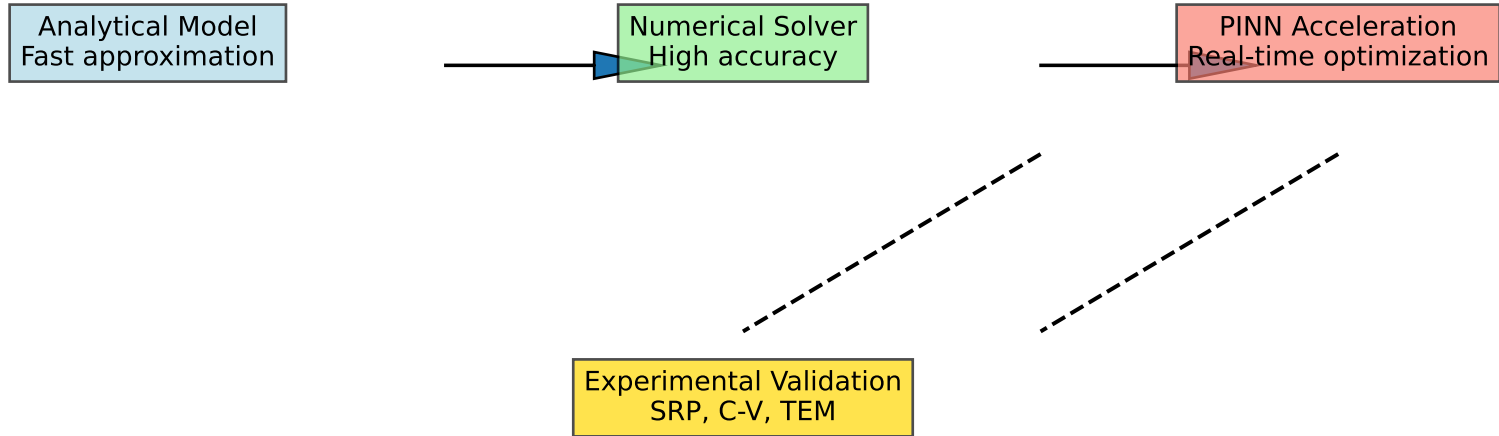 Analytical Model
Fast approximation
Numerical Solver
High accuracy
PINN Acceleration
Real-time optimization
Experimental Validation
SRP, C-V, TEM